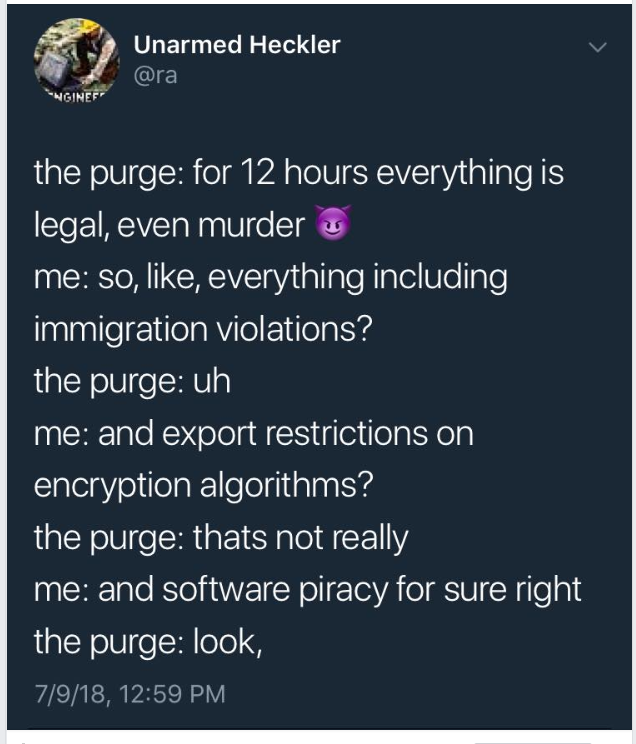 Unarmed Heckler
@ra
the purge: for 12 hours everything is
legal, even murder 😈
me: so, like, everything including
immigration violations?
the purge: uh
me: and export restrictions on
encryption algorithms?
the purge: thats not really
me: and software piracy for sure right
the purge: look,
7/9/18, 12:59 PM